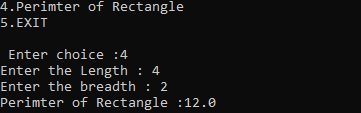 4.Perimter of Rectangle
5.EXIT
Enter choice :4
Enter the Length : 4
Enter the breadth : 2
Perimter of Rectangle :12.0